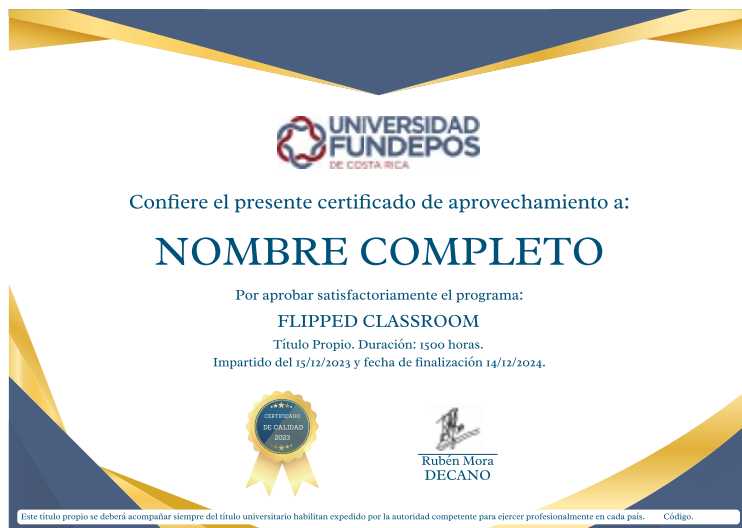 UNIVERSIDAD
FUNDEPOS
DE COSTA RICA
Confiere el presente certificado de aprovechamiento a:
NOMBRE COMPLETO
Por aprobar satisfactoriamente el programa:
FLIPPED CLASSROOM
Título Propio. Duración: 1500 horas.
Impartido del 15/12/2023 y fecha de finalización 14/12/2024.
CERTIFICADO
DE CALIDAD
2023
Rubén Mora
DECANO
Este título propio se deberá acompañar siempre del título universitario habilitan expedido por la autoridad competente para ejercer profesionalmente en cada país. Código.